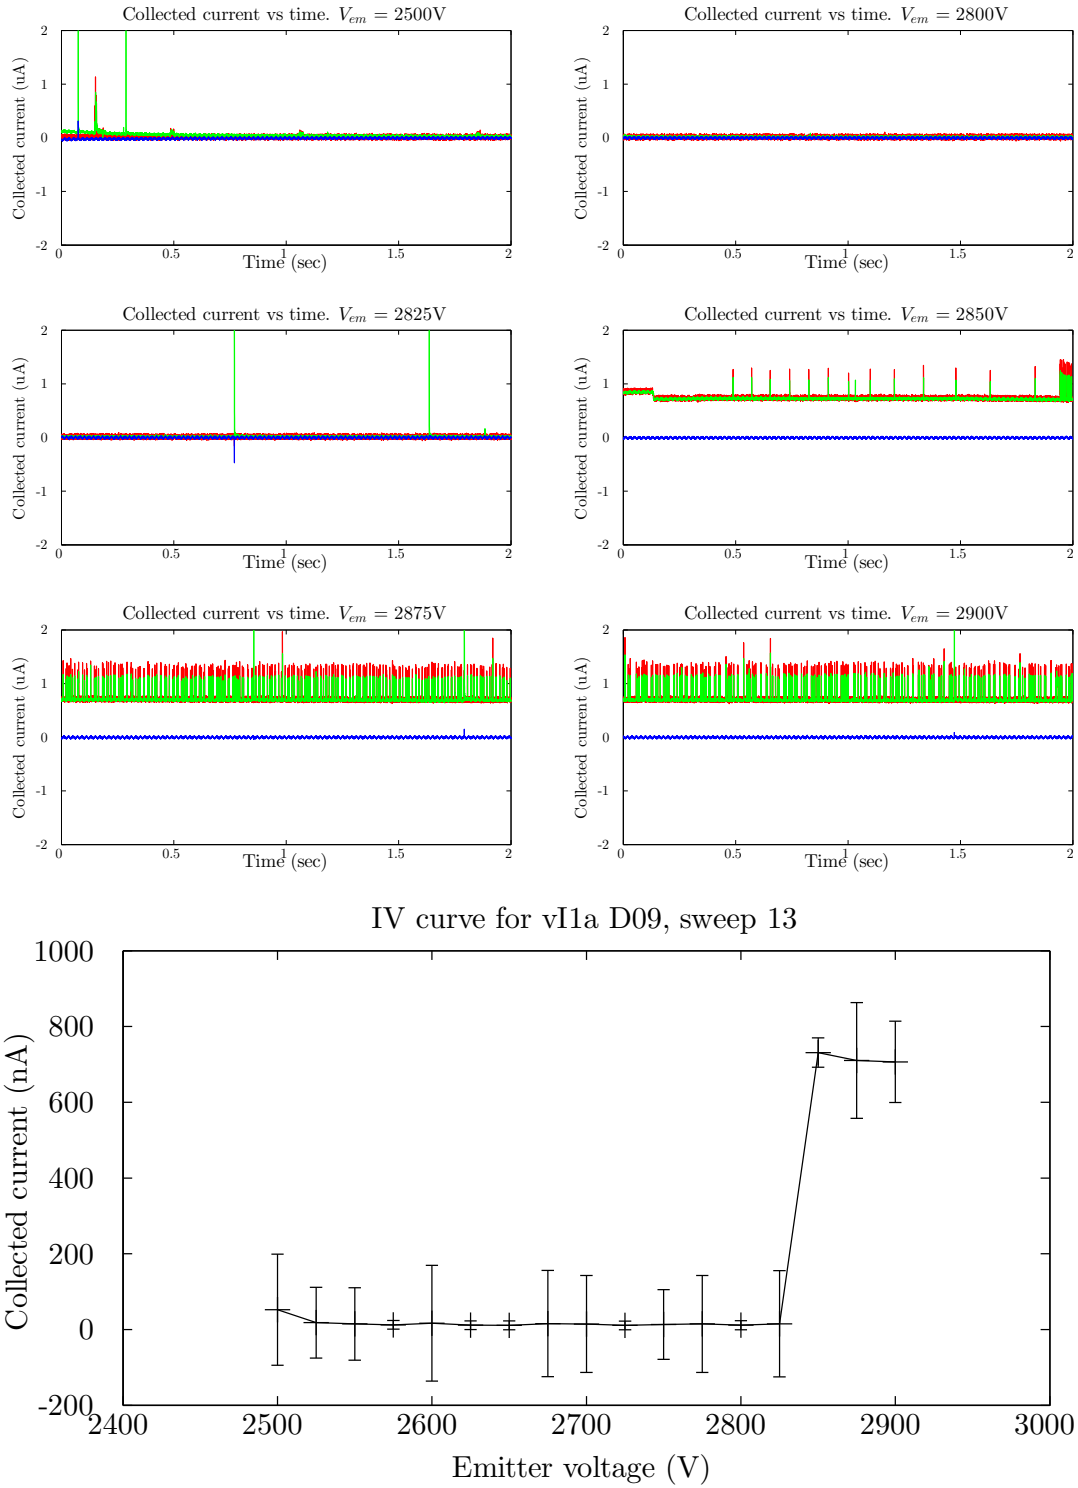 Collected current vs time. Vem = 2500V
2
1
0
-1
-2
Collected current (uA)
0 0.5 1 1.5 2
Time (sec)
Collected current vs time. Vem = 2800V
2
1
0
-1
-2
Collected current (uA)
0 0.5 1 1.5 2
Time (sec)
Collected current vs time. Vem = 2825V
2
1
0
-1
-2
Collected current (uA)
0 0.5 1 1.5 2
Time (sec)
Collected current vs time. Vem = 2850V
2
1
0
-1
-2
Collected current (uA)
0 0.5 1 1.5 2
Time (sec)
Collected current vs time. Vem = 2875V
2
1
0
-1
-2
Collected current (uA)
0 0.5 1 1.5 2
Time (sec)
Collected current vs time. Vem = 2900V
2
1
0
-1
-2
Collected current (uA)
0 0.5 1 1.5 2
Time (sec)
IV curve for vI1a D09, sweep 13
1000
800
600
400
200
0
-200
Collected current (nA)
2400 2500 2600 2700 2800 2900 3000
Emitter voltage (V)